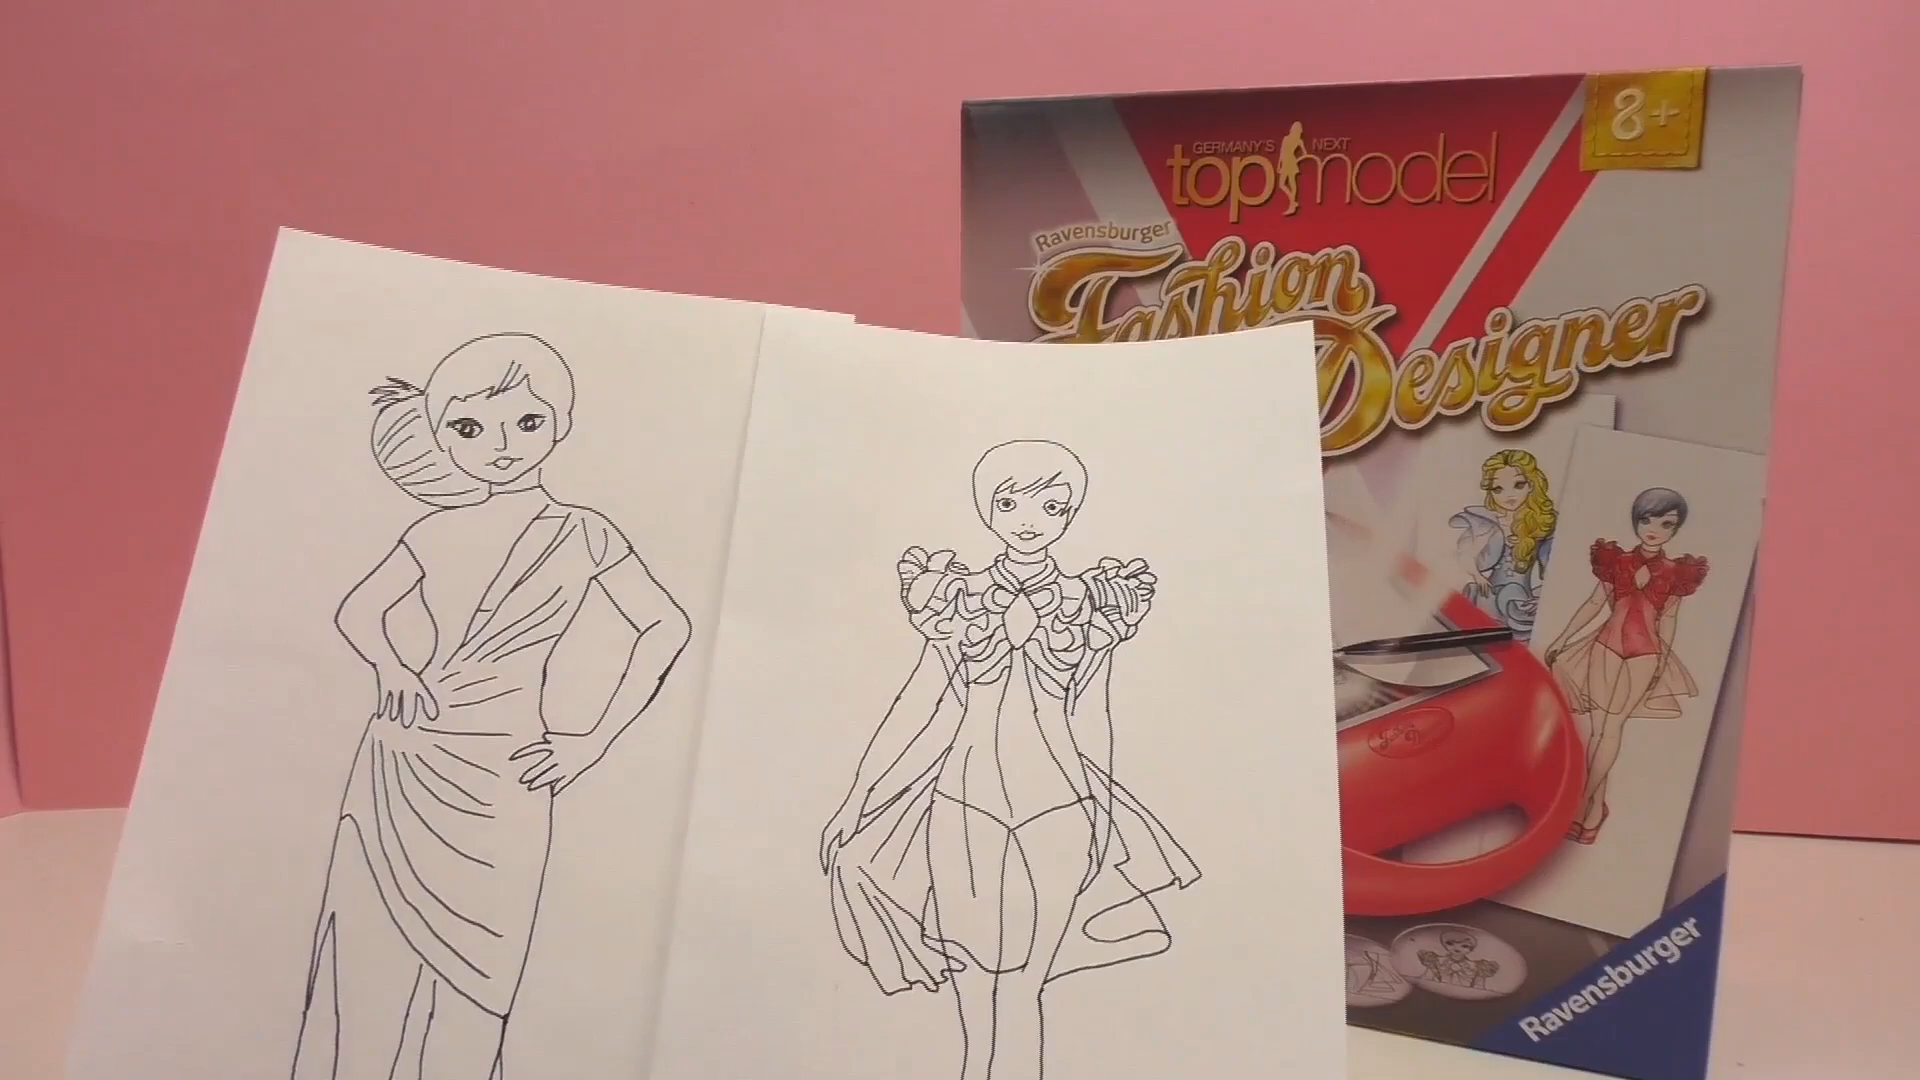 8+
GERMANY'S NEXT
topmodel
Ravensburger
Fashion
Designer
Ravensburger